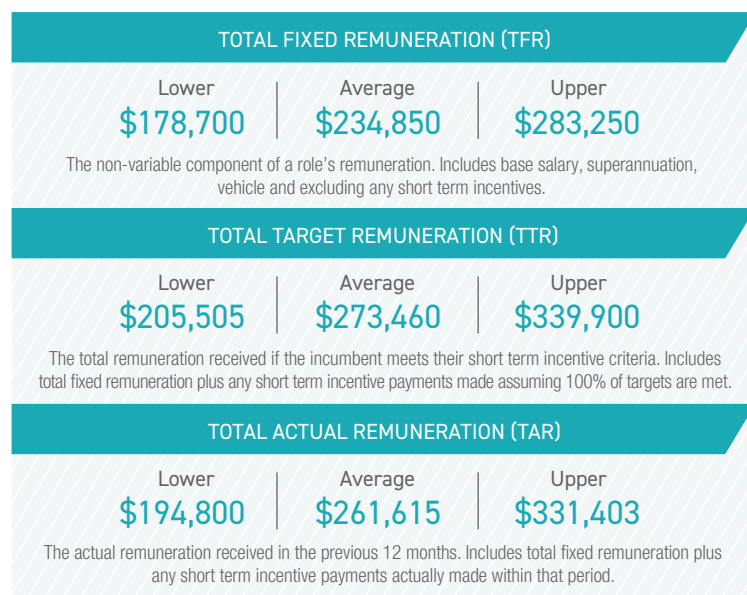 TOTAL FIXED REMUNERATION (TFR)
Lower Average Upper
$178,700 $234,850 $283,250
The non-variable component of a role’s remuneration. Includes base salary, superannuation,
vehicle and excluding any short term incentives.
TOTAL TARGET REMUNERATION (TTR)
Lower Average Upper
$205,505 $273,460 $339,900
The total remuneration received if the incumbent meets their short term incentive criteria. Includes
total fixed remuneration plus any short term incentive payments made assuming 100% of targets are met.
TOTAL ACTUAL REMUNERATION (TAR)
Lower Average Upper
$194,800 $261,615 $331,403
The actual remuneration received in the previous 12 months. Includes total fixed remuneration plus
any short term incentive payments actually made within that period.